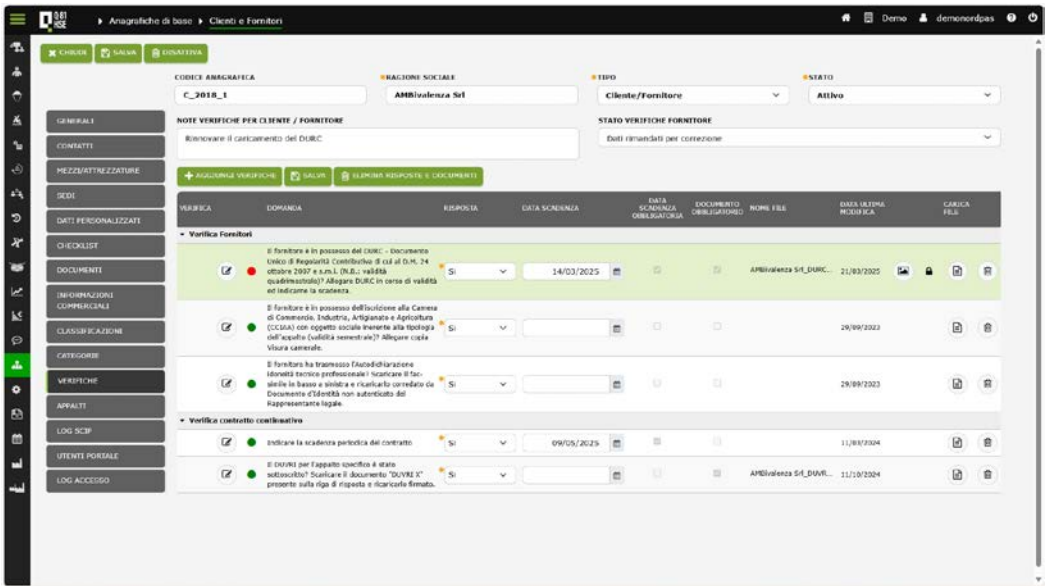 Q81 HSE
Anagrafiche di base
Clienti e Fornitori
Demo
demonordpas
CHIUDI
SALVA
DISATTIVA
CODICE ANAGRAFICA
RAGIONE SOCIALE
TIPO
STATO
C_2018_1
AMBivalenza Srl
Cliente/Fornitore
Attivo
GENERALI
CONTATTI
MEZZI/ATTREZZATURE
SEDI
DATI PERSONALIZZATI
CHECKLIST
DOCUMENTI
INFORMAZIONI
COMMERCIALI
CLASSIFICAZIONI
CATEGORIE
VERIFICHE
APPALTI
LOG SCIF
UTENTI PORTALE
LOG ACCESSO
NOTE VERIFICHE PER CLIENTE / FORNITORE
STATO VERIFICHE FORNITORE
Rinnovare il caricamento del DURC
Dati rimandati per correzione
AGGIUNGI VERIFICHE
SALVA
ELIMINA RISPOSTE E DOCUMENTI
VERIFICA
DOMANDA
RISPOSTA
DATA SCADENZA
DATA
SCADENZA
OBBLIGATORIA
DOCUMENTO
OBBLIGATORIO
NOME FILE
DATA ULTIMA
MODIFICA
CARICA
FILE
Verifica Fornitori
Il fornitore è in possesso del DURC - Documento
Unico di Regolarità Contributiva di cui al D.M. 24
ottobre 2007 e s.m.i. (N.B.: validità
quadrimestrale)? Allegare DURC in corso di validità
ed indicarne la scadenza.
Si
14/03/2025
AMBivalenza Srl_DURC...
21/03/2025
Il fornitore è in possesso dell'iscrizione alla Camera
di Commercio, Industria, Artigianato e Agricoltura
(CCIAA) con oggetto sociale inerente alla tipologia
dell'appalto (validità semestrale)? Allegare copia
Visura camerale.
Si
29/09/2023
Il fornitore ha trasmesso l'Autodichiarazione
idoneità tecnico professionale? Scaricare il fac-
simile in basso a sinistra e ricaricarlo corredato da
Documento d'Identità non autenticato del
Rappresentante legale.
Si
29/09/2023
Verifica contratto continuativo
Indicare la scadenza periodica del contratto
Si
09/05/2025
11/03/2024
Il DUVRI per l'appalto specifico è stato
sottoscritto? Scaricare il documento "DUVRI X"
presente sulla riga di risposta e ricaricarlo firmato.
Si
AMBivalenza Srl_DUVR...
11/10/2024